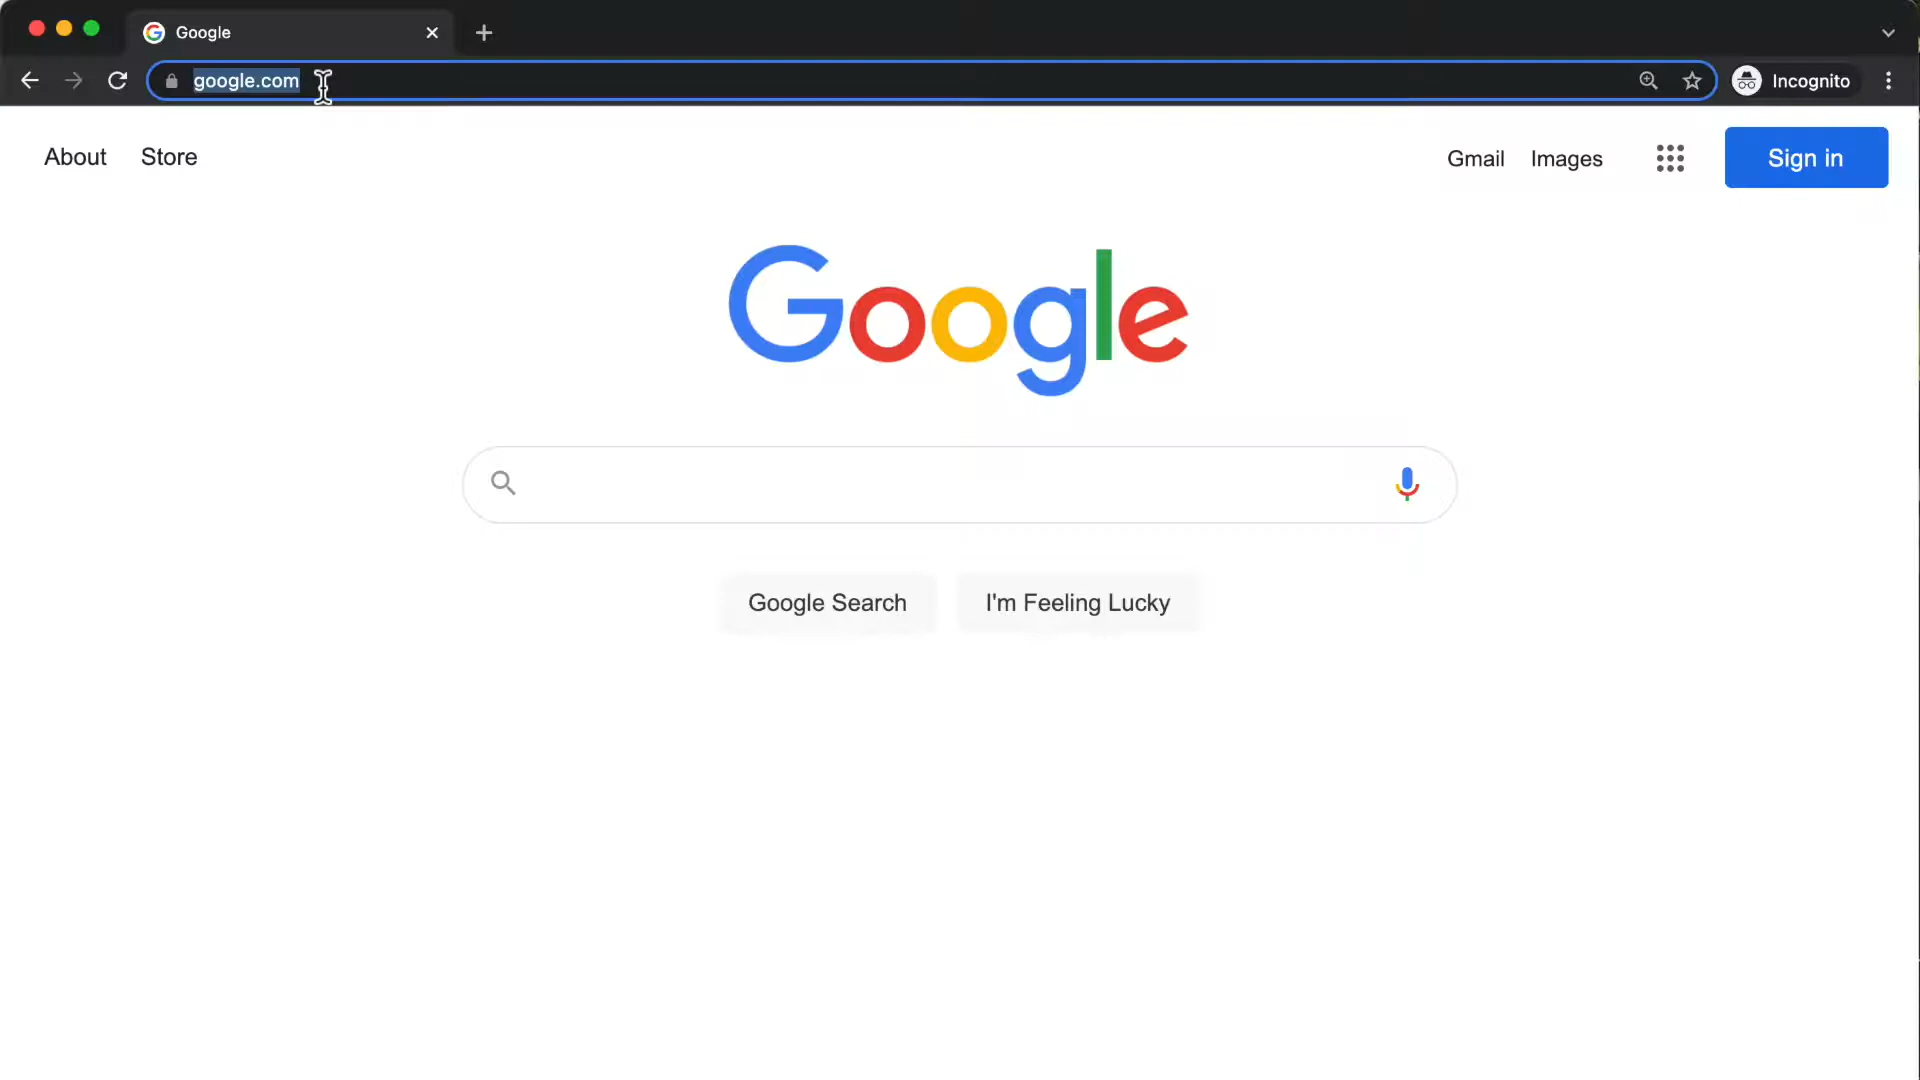 Google
google.com
Incognito
About Store
Gmail Images
Sign in
Google
Google Search
I'm Feeling Lucky